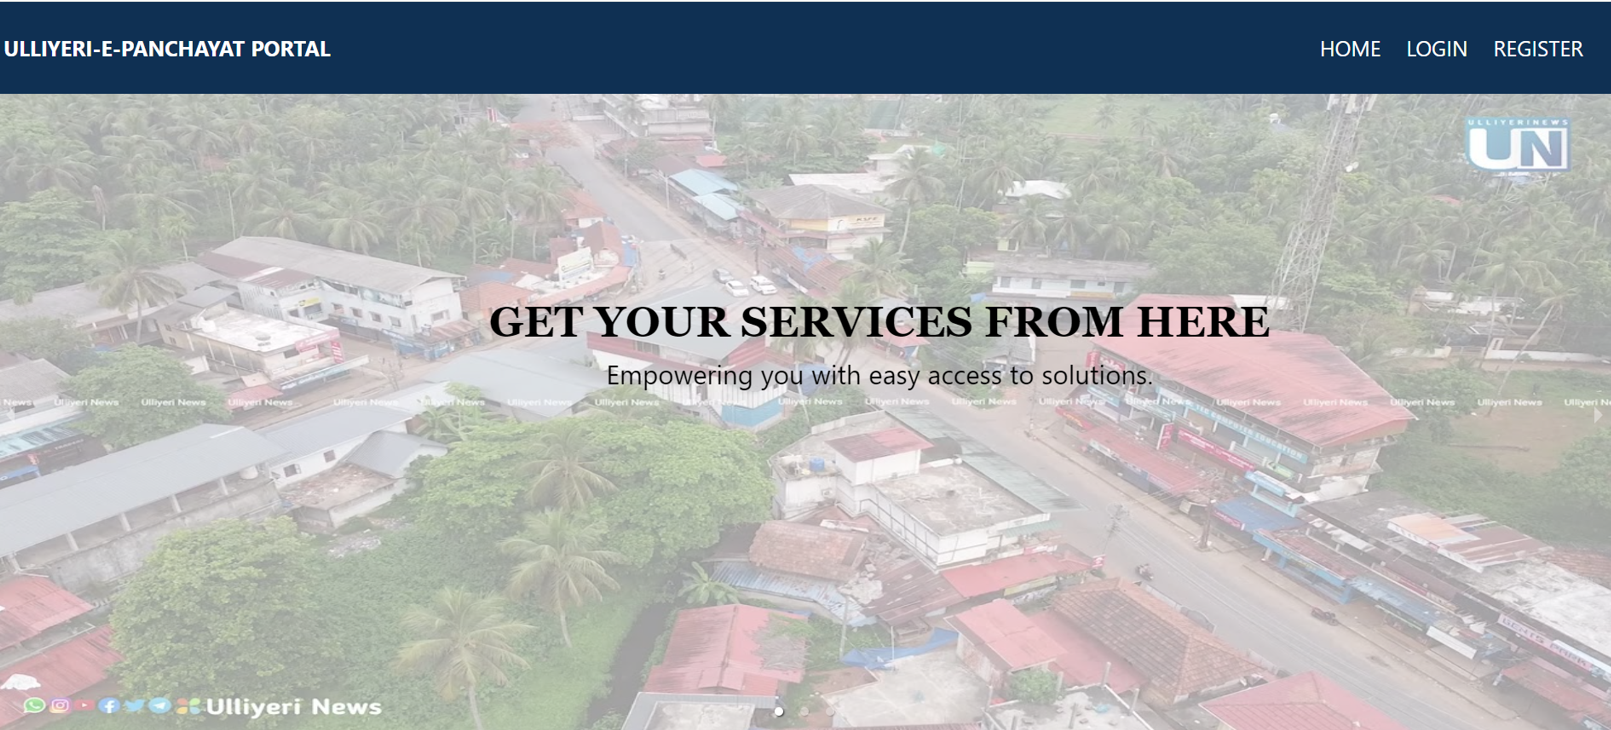 ULLIYERI-E-PANCHAYAT PORTAL
HOME LOGIN REGISTER
ULLIYERINEWS
UN
GET YOUR SERVICES FROM HERE
Empowering you with easy access to solutions.
News Ulliyeri News Ulliyeri News Ulliyeri News Ulliyeri News Ulliyeri News Ulliyeri News Ulliyeri News Ulliyeri News Ulliyeri News Ulliyeri News Ulliyeri News Ulliyeri News Ulliyeri News Ulliyeri News Ulliyeri News Ulliyeri News Ulliyeri News
Ulliyeri News